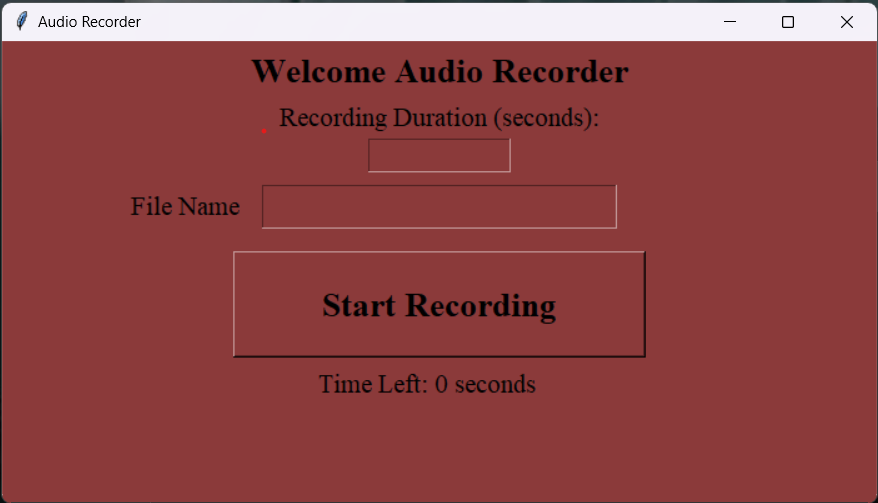 Audio Recorder
Welcome Audio Recorder
Recording Duration (seconds):
File Name
Start Recording
Time Left: 0 seconds